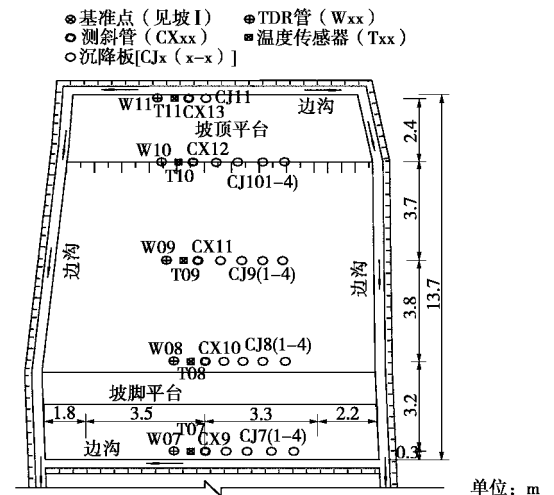 基准点（见坡Ⅰ） TDR管（Wxx）
测斜管（CXxx） 温度传感器（Txx）
沉降板[CJx（x-x）]
W11 T11 CX13 CJ11 边沟
坡顶平台
2.4
W10 T10 CX12 CJ101-4)
3.7
W09 T09 CX11 CJ9(1-4)
边沟 边沟
13.7
3.8
W08 T08 CX10 CJ8(1-4)
坡脚平台
3.2
1.8 3.5 3.3 2.2
边沟 W07 T07 CX9 CJ7(1-4)
0.3
单位：m